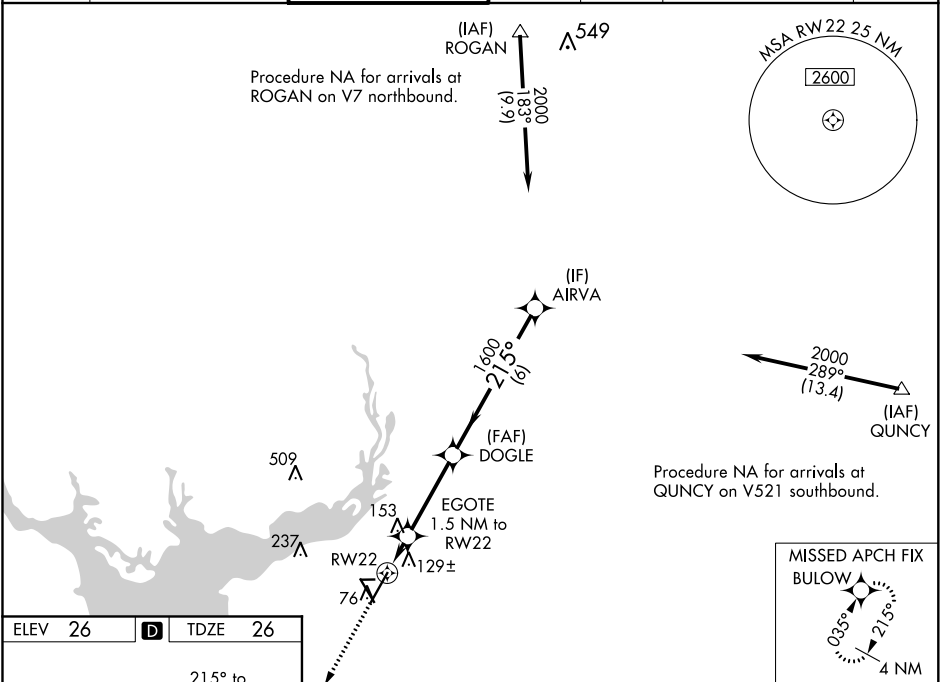 (IAF)
ROGAN
549
MSA RW22 25 NM
2600
Procedure NA for arrivals at
ROGAN on V7 northbound.
2000
183°
(9.9)
(IF)
AIRVA
1600
215°
(6)
2000
289°
(13.4)
(IAF)
QUNCY
(FAF)
DOGLE
509
Procedure NA for arrivals at
QUNCY on V521 southbound.
153
EGOTE
1.5 NM to
RW22
237
RW22
129±
76
MISSED APCH FIX
BULOW
035°
215°
4 NM
ELEV 26
D
TDZE 26
215° to